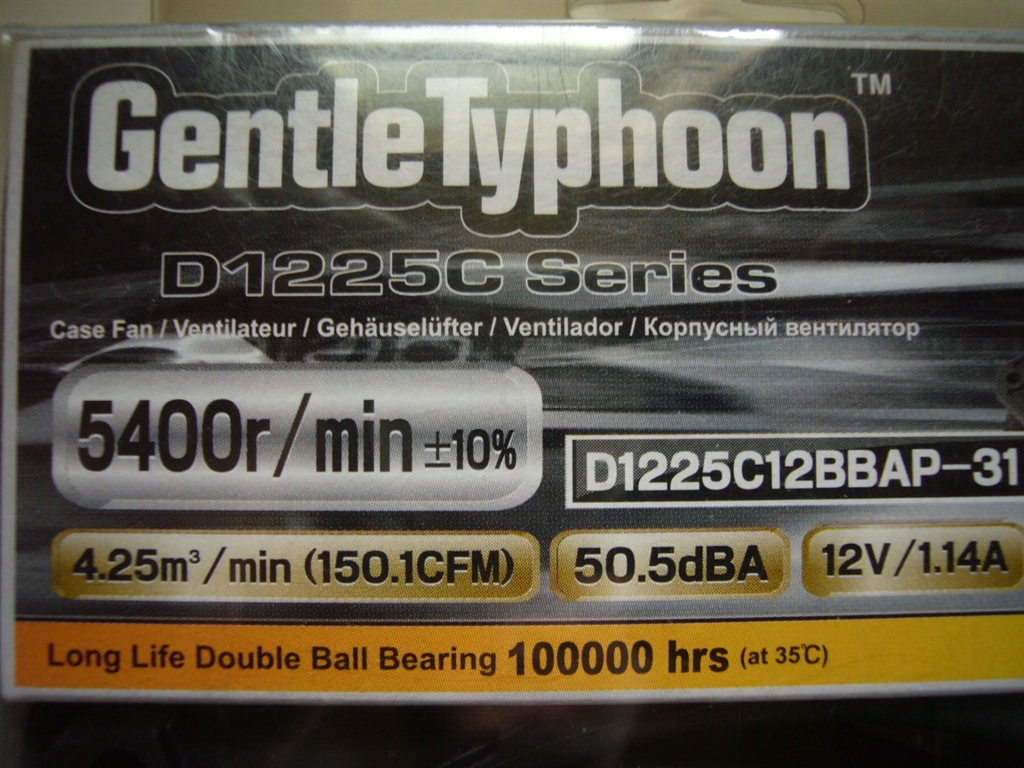 GentleTyphoon™
D1225C Series
Case Fan / Ventilateur / Gehäuselüfter / Ventilador / Корпусный вентилятор
5400r/min ±10%
D1225C12BBAP-31
4.25m³/min (150.1CFM)
50.5dBA
12V/1.14A
Long Life Double Ball Bearing 100000 hrs (at 35℃)